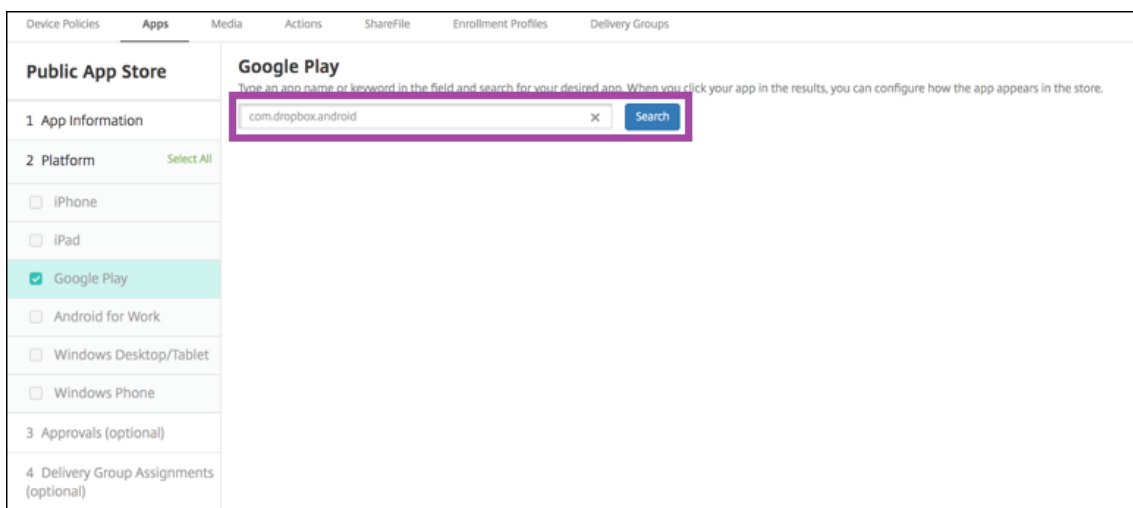 Device Policies Apps Media Actions ShareFile Enrollment Profiles Delivery Groups
Public App Store
1 App Information
2 Platform Select All
iPhone
iPad
Google Play
Android for Work
Windows Desktop/Tablet
Windows Phone
3 Approvals (optional)
4 Delivery Group Assignments
(optional)
Google Play
Type an app name or keyword in the field and search for your desired app. When you click your app in the results, you can configure how the app appears in the store.
com.dropbox.android Search